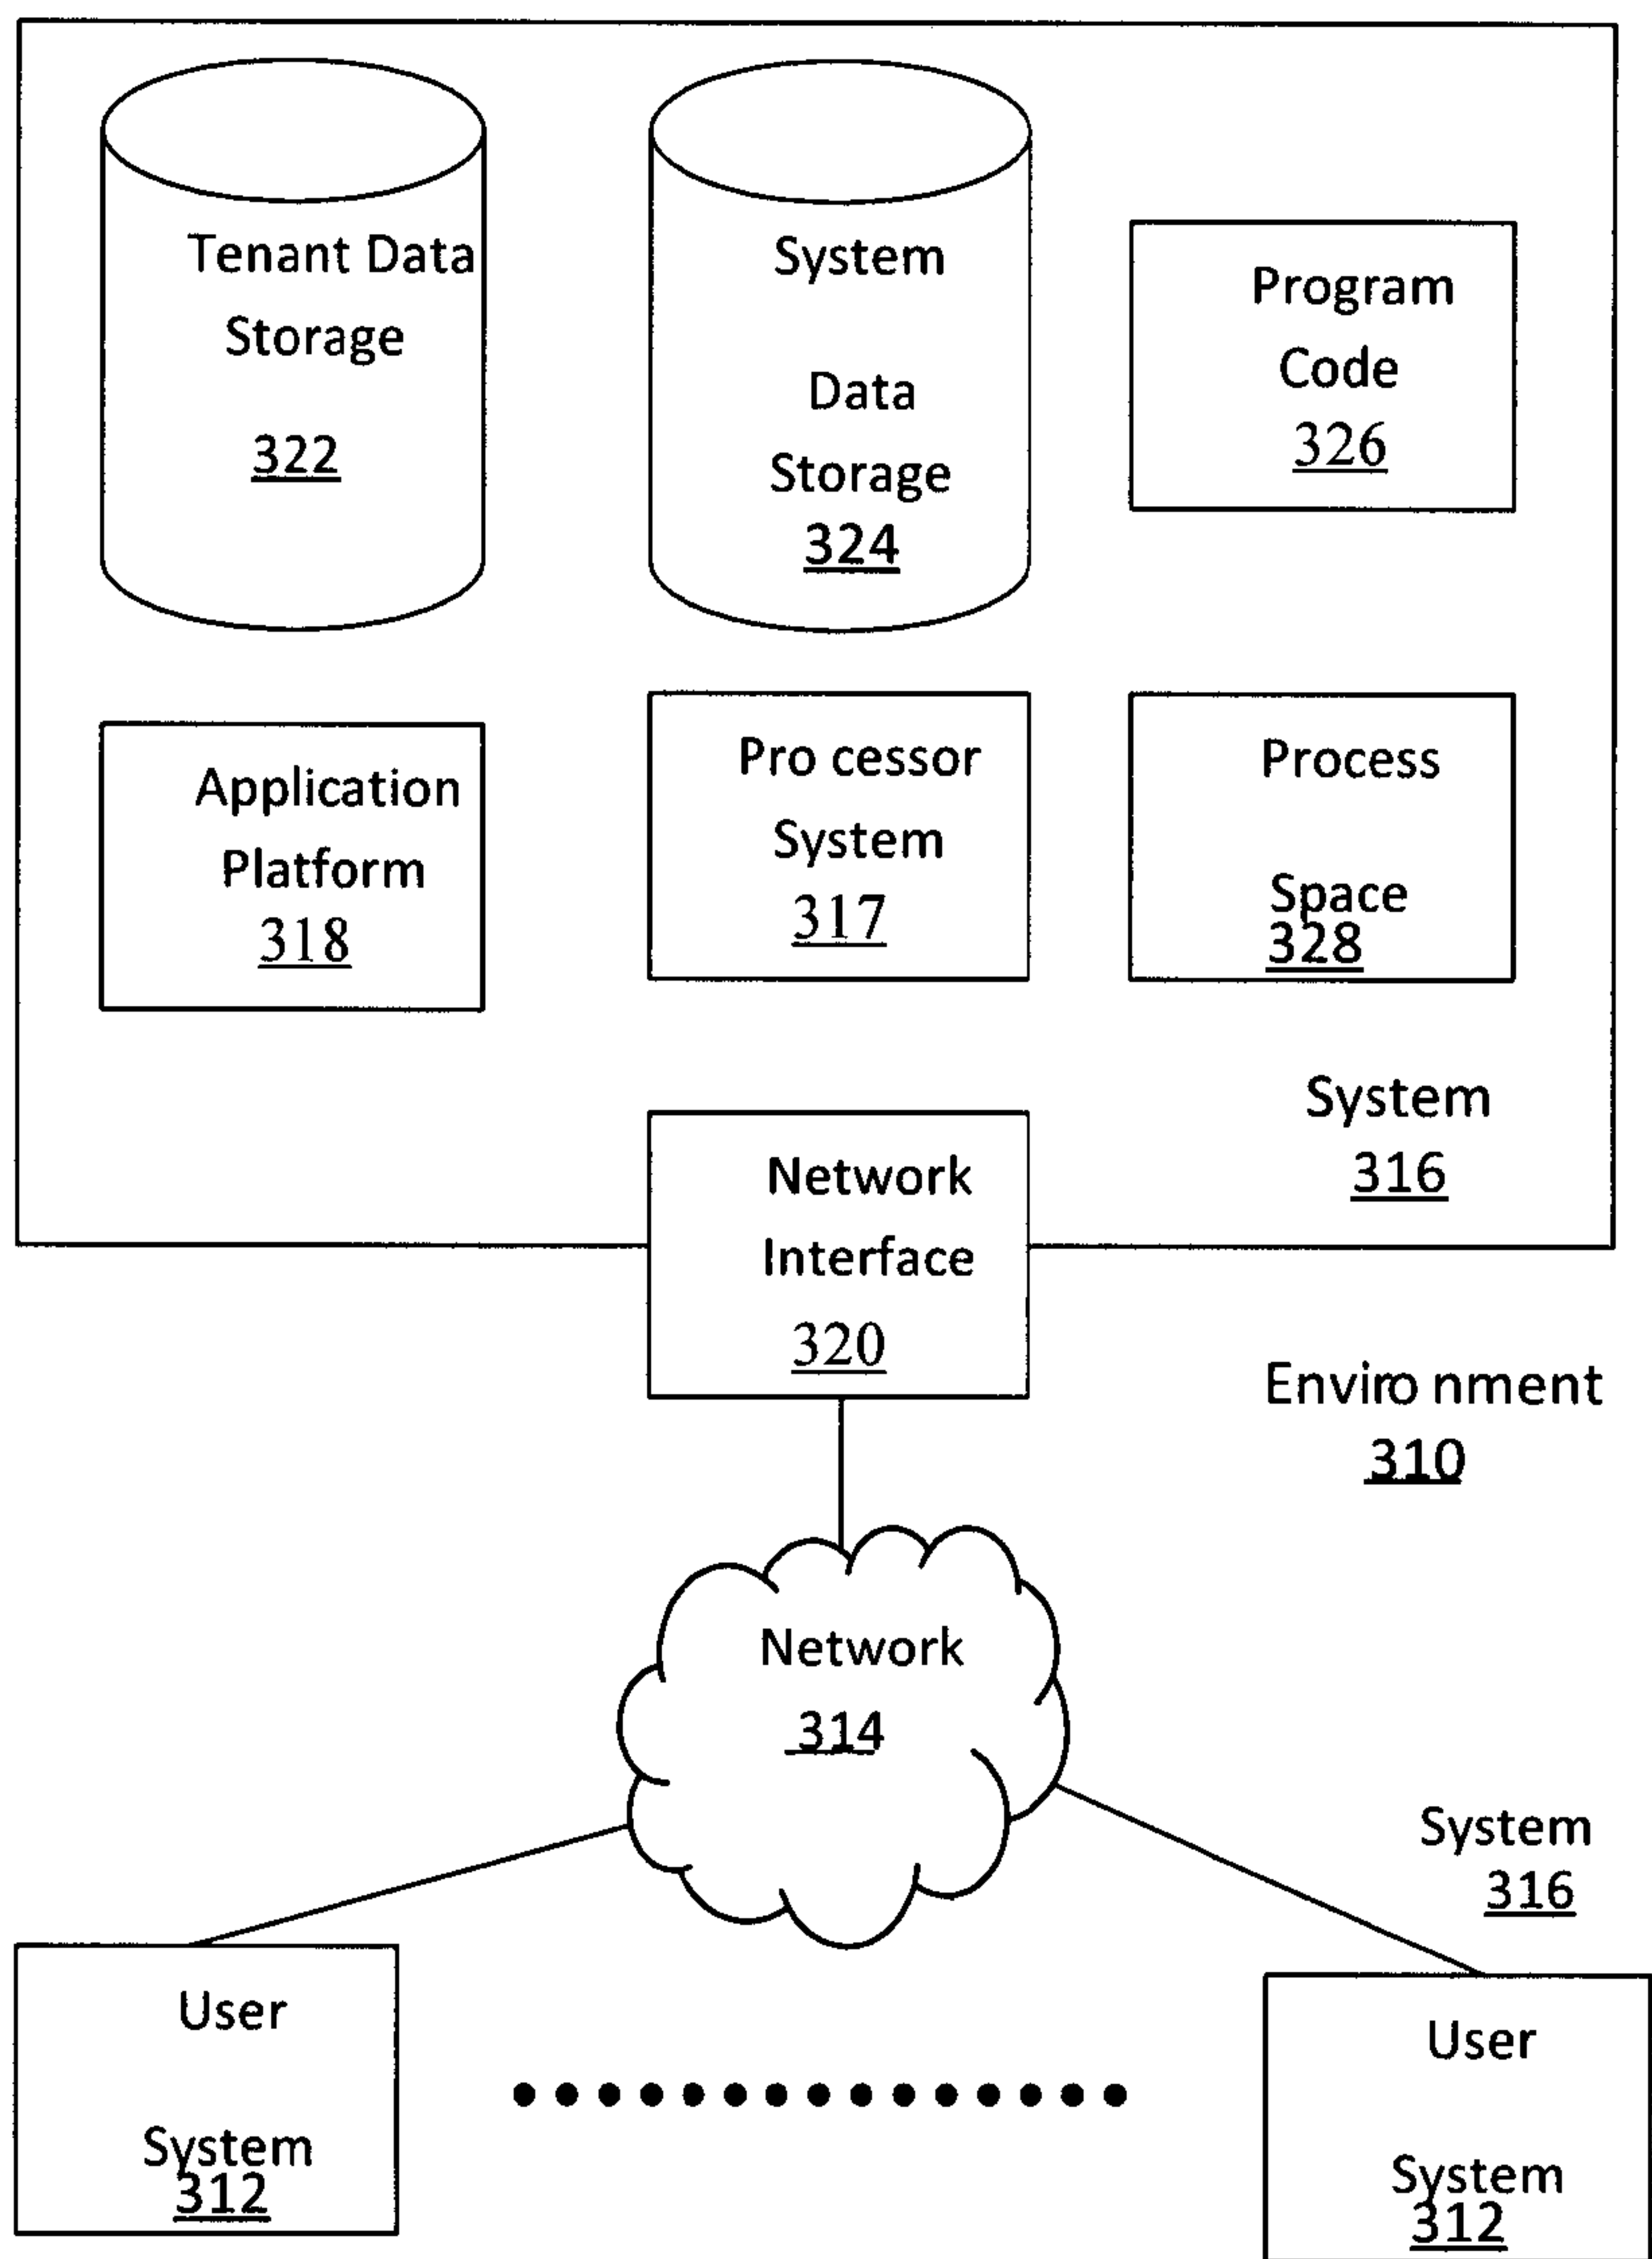 Tenant Data
Storage
322
System
Data
Storage
324
Program
Code
326
Application
Platform
318
Pro cessor
System
317
Process
Space
328
System
316
Network
Interface
320
Enviro nment
310
Network
314
System
316
User
System
312
User
System
312